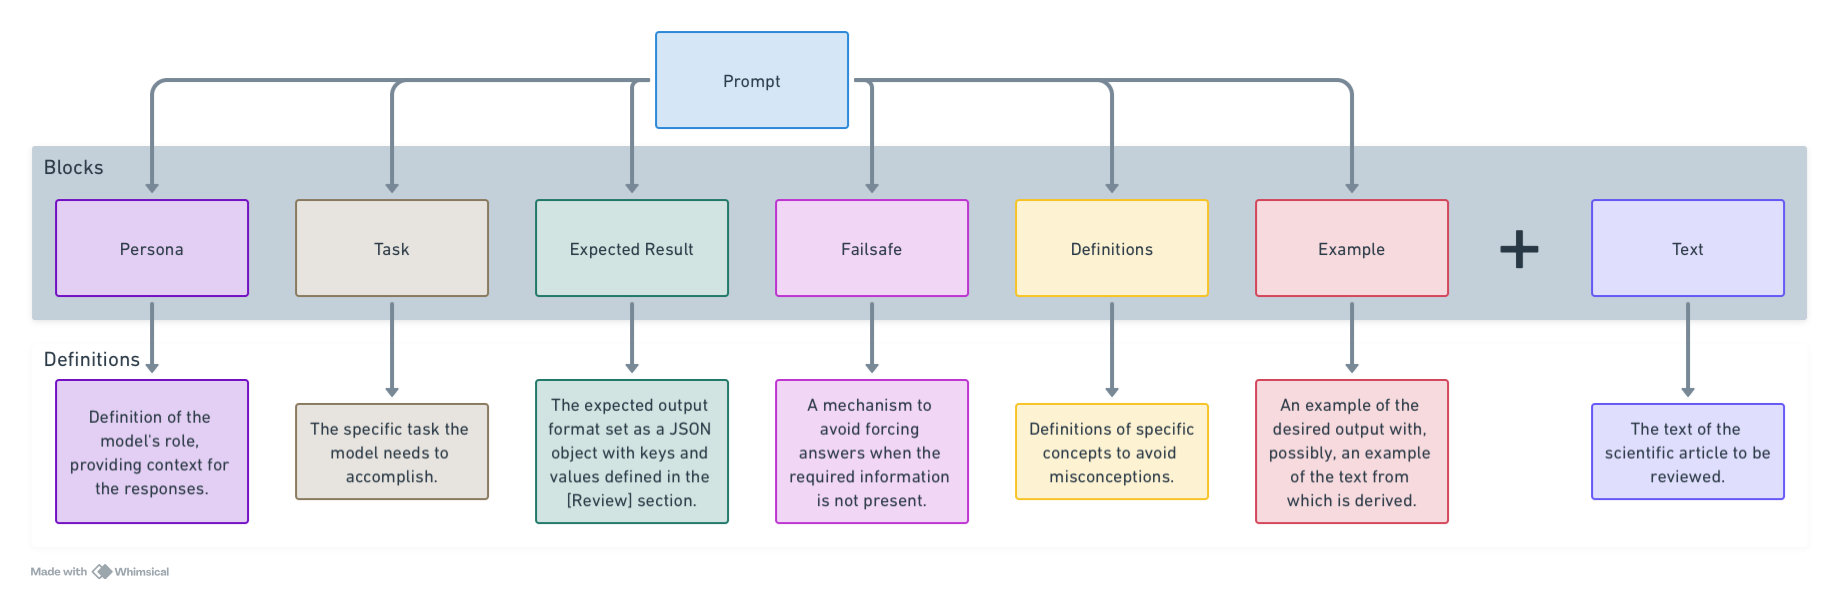 Prompt
Blocks
Persona
Task
Expected Result
Failsafe
Definitions
Example
+
Text
Definitions
Definition of the
model's role,
providing context for
the responses.
The specific task the
model needs to
accomplish.
The expected output
format set as a JSON
object with keys and
values defined in the
[Review] section.
A mechanism to
avoid forcing
answers when the
required information
is not present.
Definitions of specific
concepts to avoid
misconceptions.
An example of the
desired output with,
possibly, an example
of the text from
which is derived.
The text of the
scientific article to be
reviewed.
Made with Whimsical